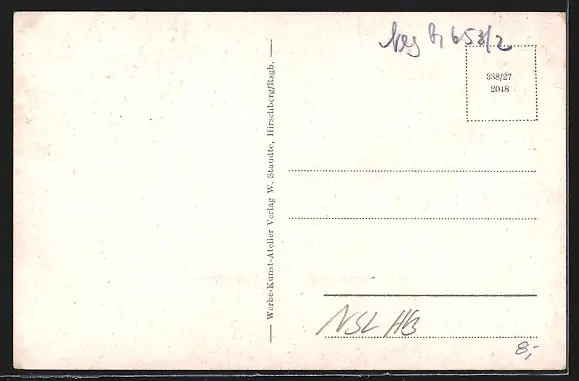 338/27
2048
Werbe-Kunst-Atelier Verlag W. Staudte, Hirschberg/Rsgb.
NSL HB
8,-